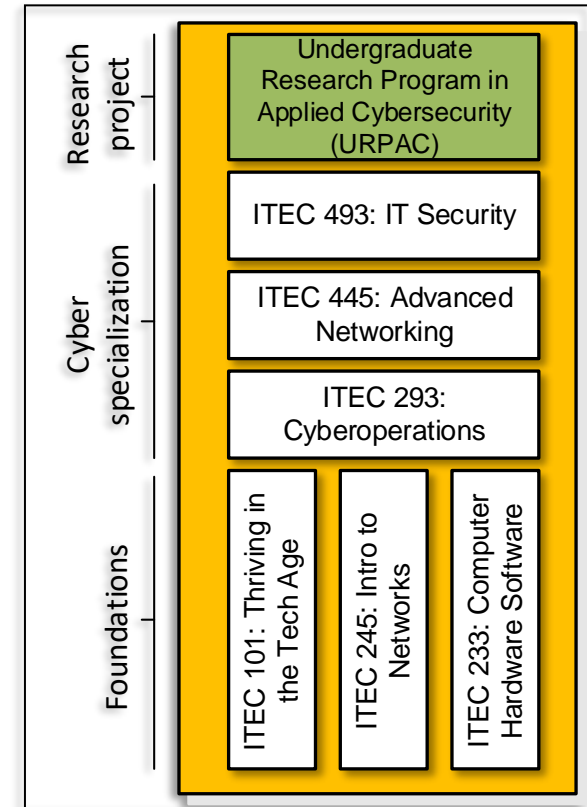 Research
project
Undergraduate
Research Program in
Applied Cybersecurity
(URPAC)
Cyber
specialization
ITEC 493: IT Security
ITEC 445: Advanced
Networking
ITEC 293:
Cyberoperations
Foundations
ITEC 101: Thriving in
the Tech Age
ITEC 245: Intro to
Networks
ITEC 233: Computer
Hardware Software